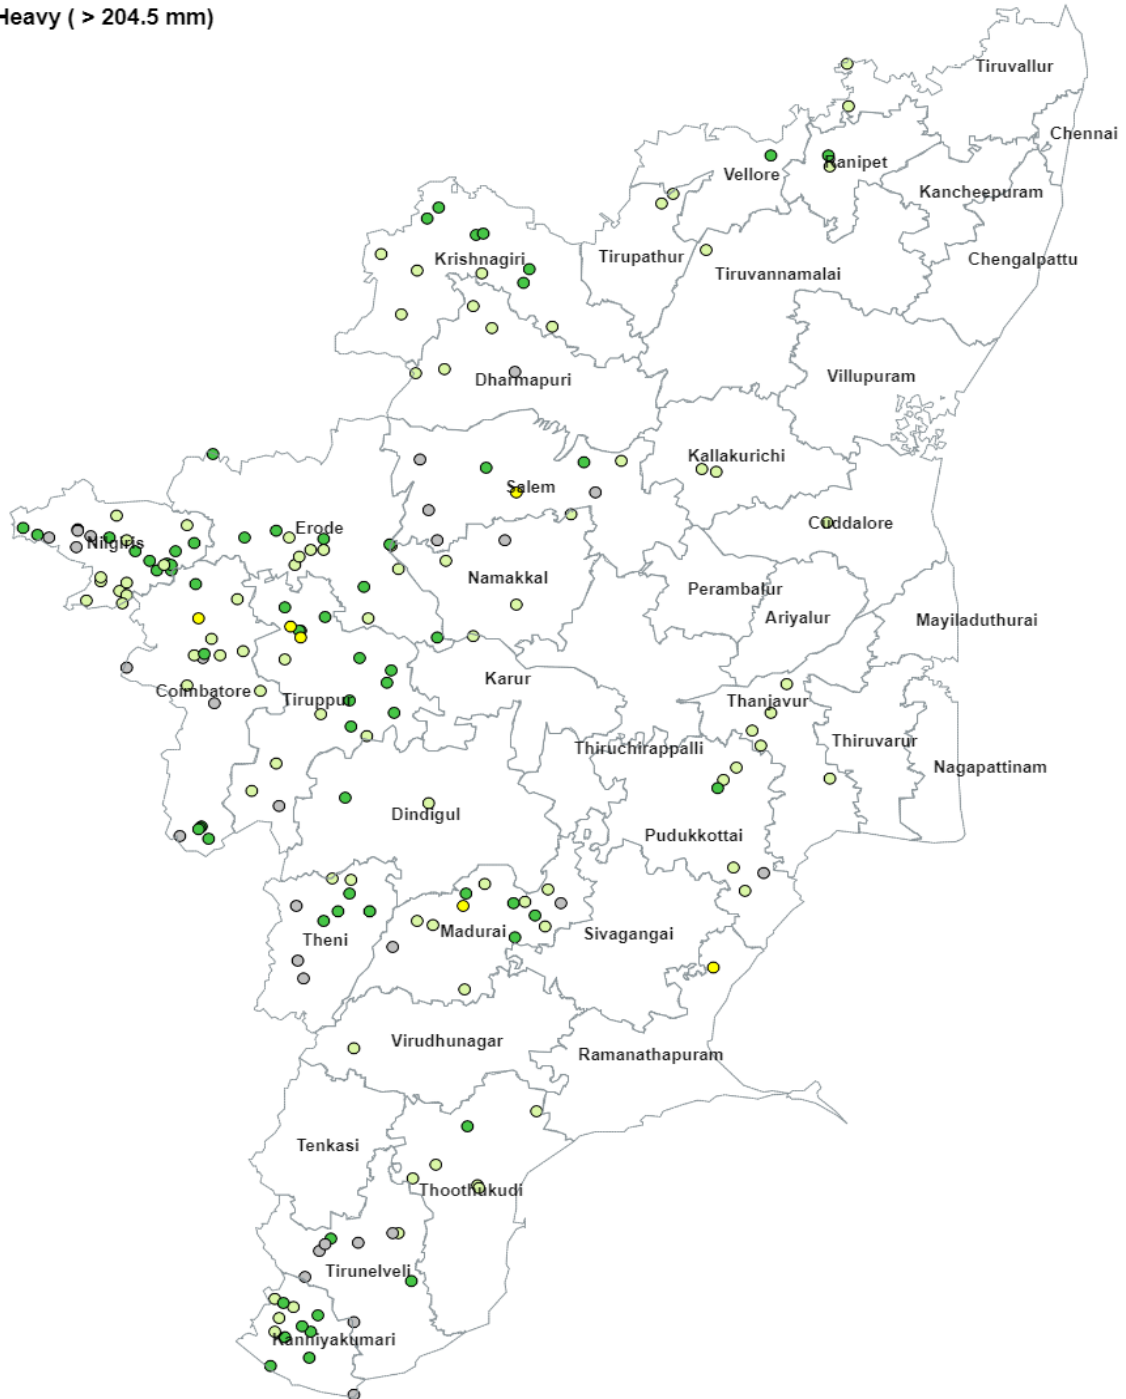 Heavy ( > 204.5 mm)
Tiruvallur
Chennai
Ranipet
Vellore
Kancheepuram
Krishnagiri
Tirupathur
Tiruvannamalai
Chengalpattu
Dharmapuri
Villupuram
Kallakurichi
Salem
Cuddalore
Erode
Nilgiris
Namakkal
Perambalur
Ariyalur
Mayiladuthurai
Karur
Coimbatore
Tiruppur
Thanjavur
Thiruchirappalli
Thiruvarur
Nagapattinam
Dindigul
Pudukkottai
Theni
Madurai
Sivagangai
Virudhunagar
Ramanathapuram
Tenkasi
Thoothukudi
Tirunelveli
Kanniyakumari